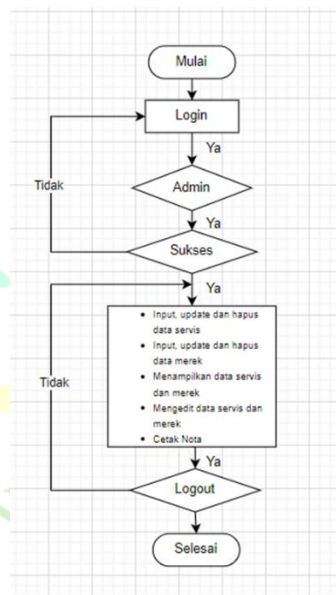 Mulai
Login
Ya
Tidak
Admin
Ya
Sukses
Ya
• Input, update dan hapus
data servis
• Input, update dan hapus
data merek
• Menampilkan data servis
dan merek
• Mengedit data servis dan
merek
• Cetak Nota
Tidak
Ya
Logout
Selesai